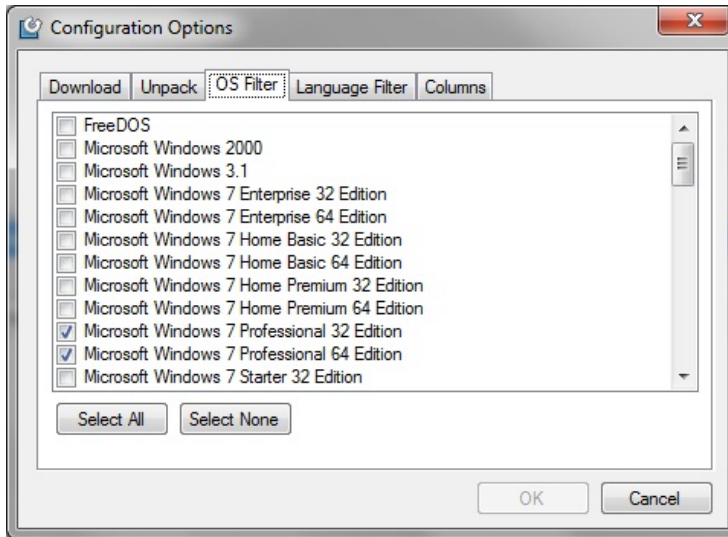 Configuration Options
Download Unpack OS Filter Language Filter Columns
FreeDOS
Microsoft Windows 2000
Microsoft Windows 3.1
Microsoft Windows 7 Enterprise 32 Edition
Microsoft Windows 7 Enterprise 64 Edition
Microsoft Windows 7 Home Basic 32 Edition
Microsoft Windows 7 Home Basic 64 Edition
Microsoft Windows 7 Home Premium 32 Edition
Microsoft Windows 7 Home Premium 64 Edition
Microsoft Windows 7 Professional 32 Edition
Microsoft Windows 7 Professional 64 Edition
Microsoft Windows 7 Starter 32 Edition
Select All Select None
OK Cancel